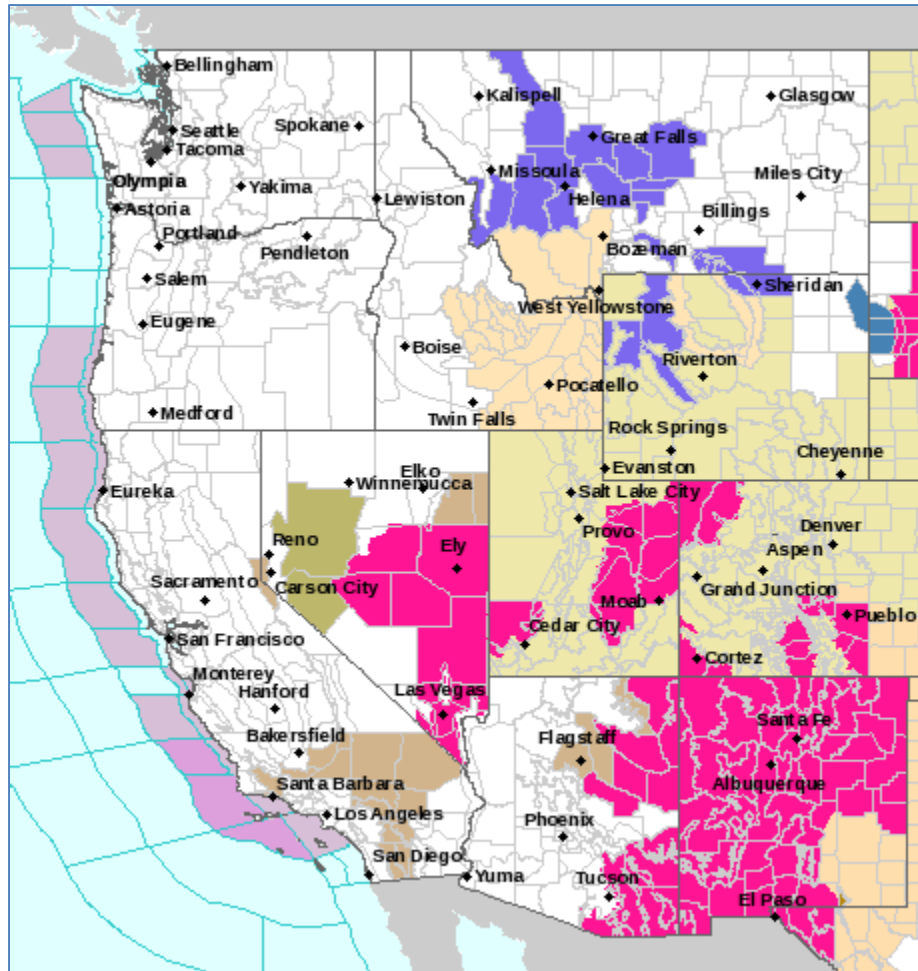 Bellingham
Kalispell
Glasgow
Seattle
Spokane
Great Falls
Tacoma
Missoula
Olympia
Yakima
Lewiston
Helena
Miles City
Astoria
Portland
Billings
Pendleton
Bozeman
Salem
Sheridan
West Yellowstone
Eugene
Boise
Riverton
Pocatello
Medford
Twin Falls
Rock Springs
Cheyenne
Elko
Evanston
Winnemucca
Eureka
Salt Lake City
Provo
Denver
Reno
Ely
Aspen
Sacramento
Carson City
Grand Junction
Moab
Pueblo
San Francisco
Cedar City
Cortez
Monterey
Hanford
Las Vegas
Santa Fe
Bakersfield
Flagstaff
Albuquerque
Santa Barbara
Los Angeles
Phoenix
San Diego
Yuma
Tucson
El Paso